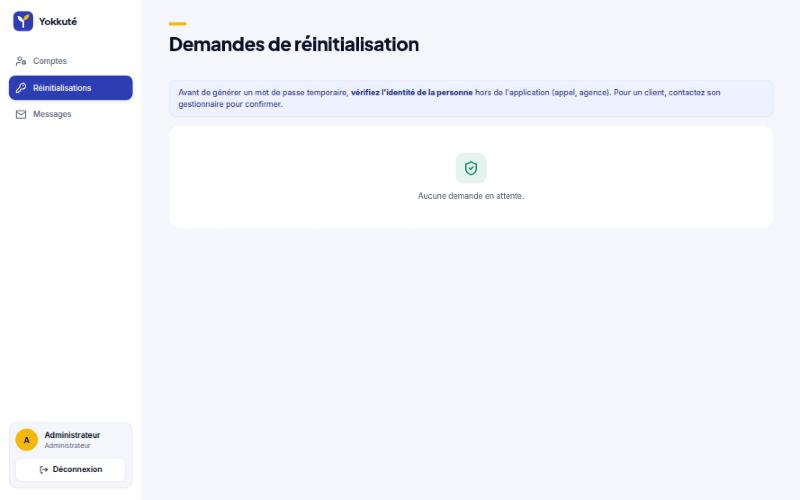 Yokkuté
Comptes
Réinitialisations
Messages
Demandes de réinitialisation
Avant de générer un mot de passe temporaire, vérifiez l'identité de la personne hors de l'application (appel, agence). Pour un client, contactez son
gestionnaire pour confirmer.
Aucune demande en attente.
A
Administrateur
Administrateur
Déconnexion